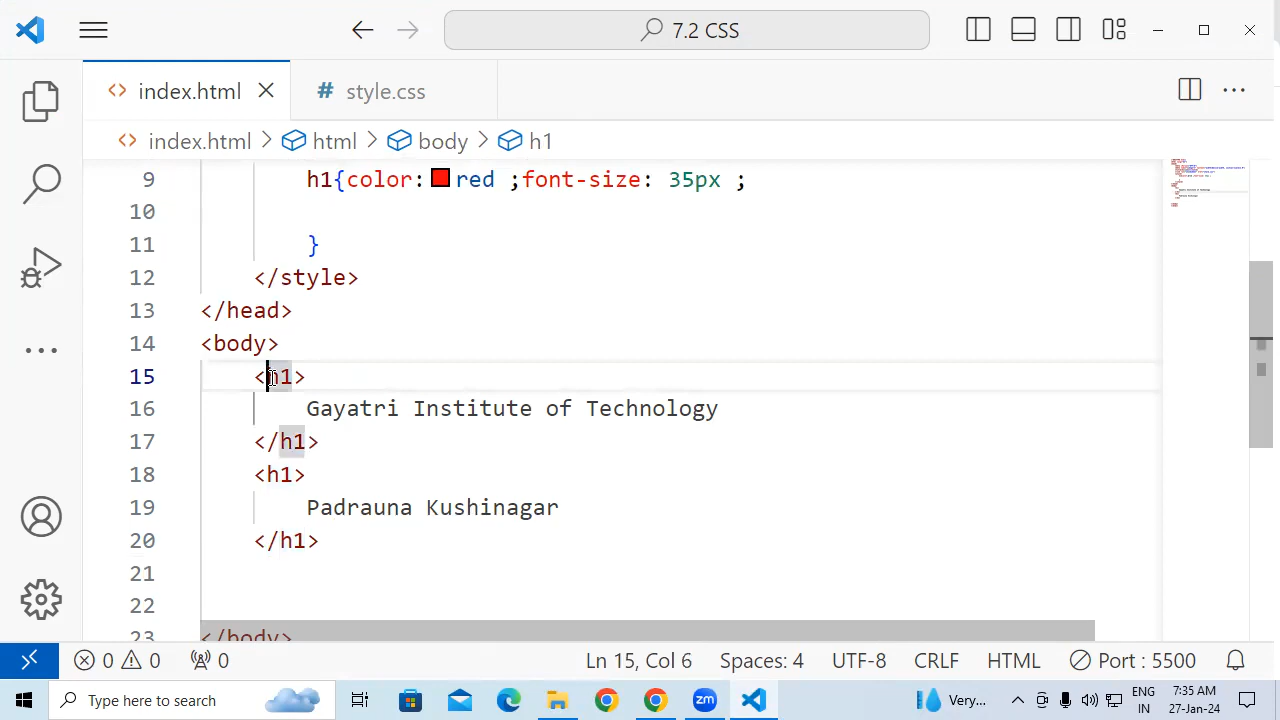 7.2 CSS
<> index.html
# style.css
<> index.html > html > body > h1
9 h1{color: red ;font-size: 35px ;
10
11 }
12 </style>
13 </head>
14 <body>
15 <h1>
16 Gayatri Institute of Technology
17 </h1>
18 <h1>
19 Padrauna Kushinagar
20 </h1>
21
22
23 </body>
0 0 0
Ln 15, Col 6 Spaces: 4 UTF-8 CRLF HTML Port : 5500
Type here to search
zm
Very...
ENG
IN
7:35 AM
27-Jan-24